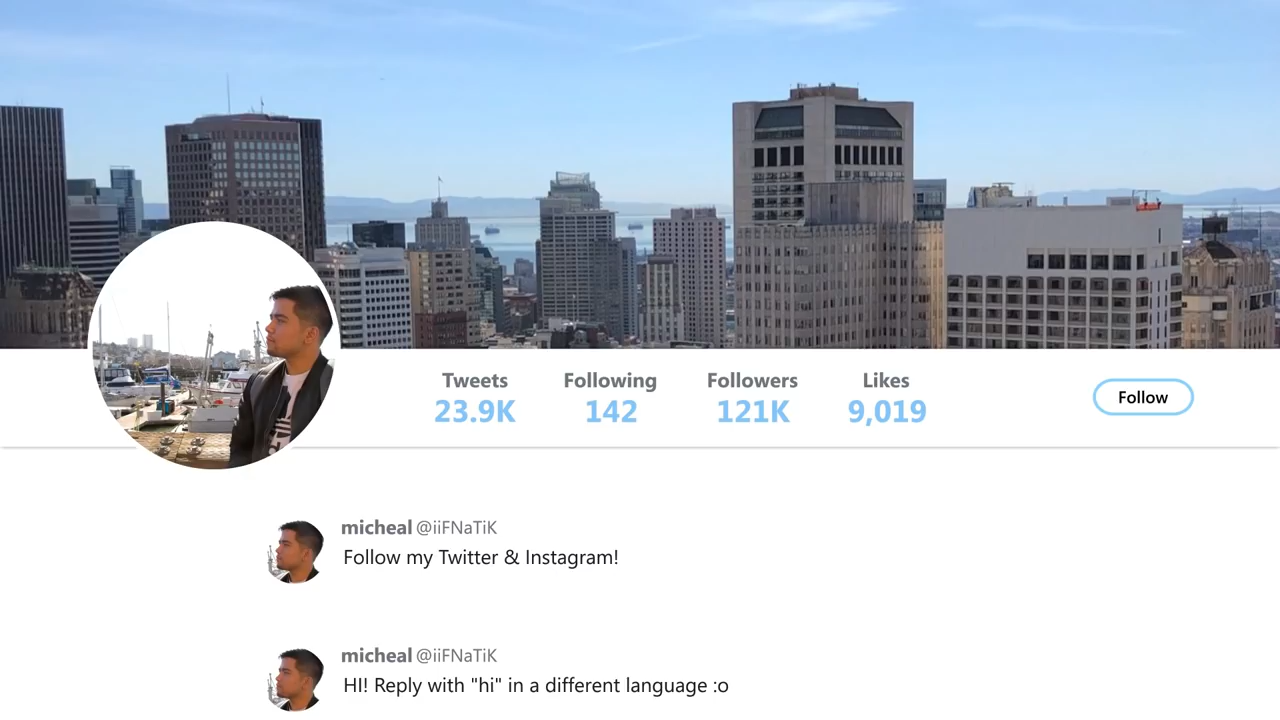 Tweets Following Followers Likes
23.9K 142 121K 9,019
Follow
micheal @iiFNaTiK
Follow my Twitter & Instagram!
micheal @iiFNaTiK
HI! Reply with "hi" in a different language :o